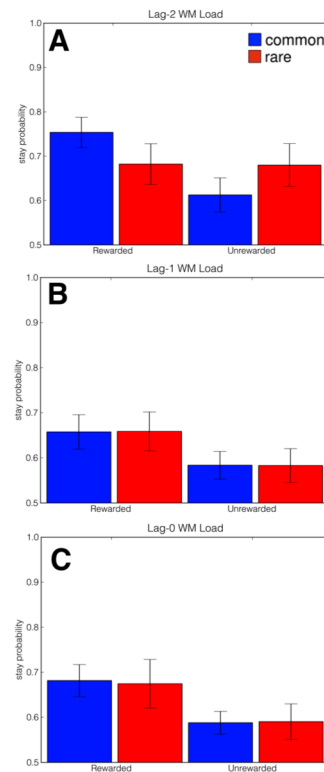 Lag-2 WM Load
A
common
rare
stay probability
1.0
0.9
0.8
0.7
0.6
0.5
Rewarded Unrewarded
Lag-1 WM Load
B
stay probability
1.0
0.9
0.8
0.7
0.6
0.5
Rewarded Unrewarded
Lag-0 WM Load
C
stay probability
1.0
0.9
0.8
0.7
0.6
0.5
Rewarded Unrewarded